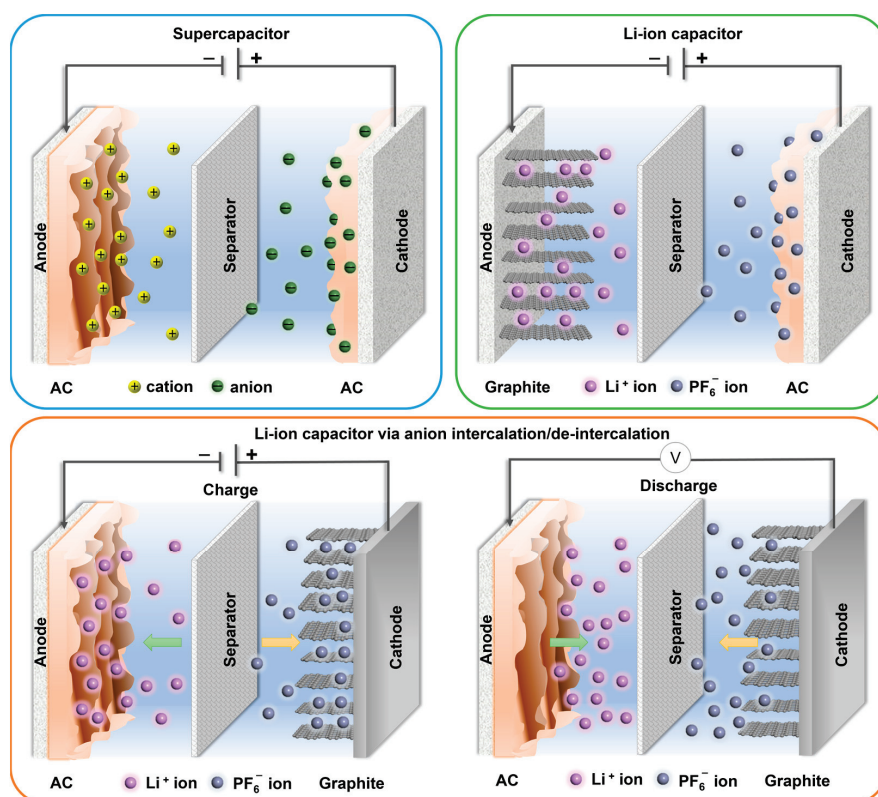 Supercapacitor
− +
Anode
Separator
Cathode
AC
+ cation
− anion
AC
Li-ion capacitor
− +
Anode
Separator
Cathode
Graphite
Li⁺ ion
PF₆⁻ ion
AC
Li-ion capacitor via anion intercalation/de-intercalation
− +
Charge
Anode
Separator
Cathode
AC
Li⁺ ion
PF₆⁻ ion
Graphite
V
Discharge
Anode
Separator
Cathode
AC
Li⁺ ion
PF₆⁻ ion
Graphite